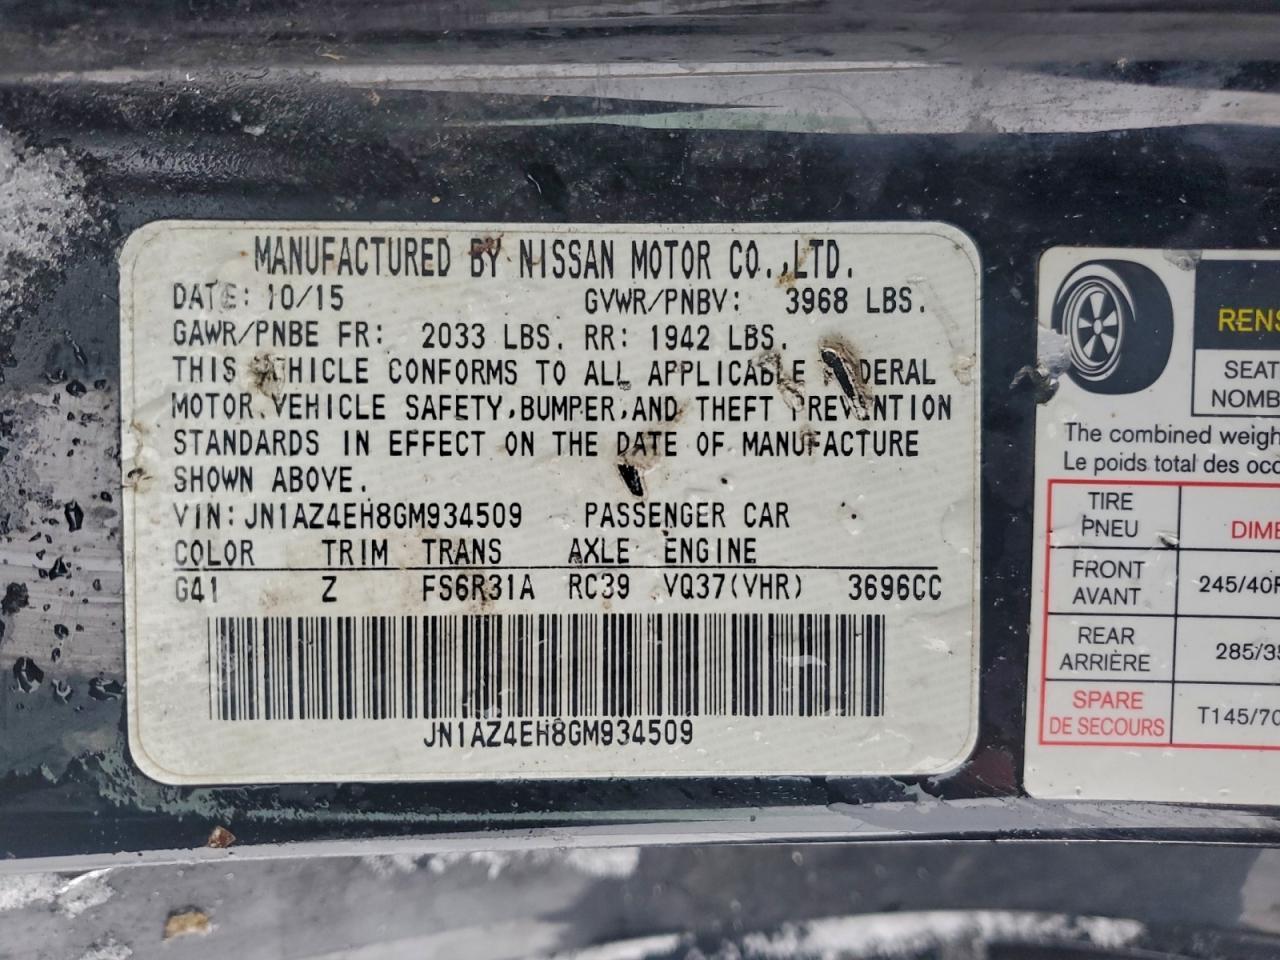 MANUFACTURED BY NISSAN MOTOR CO.,LTD.
DATE: 10/15 GVWR/PNBV: 3968 LBS.
GAWR/PNBE FR: 2033 LBS. RR: 1942 LBS.
THIS VEHICLE CONFORMS TO ALL APPLICABLE FEDERAL
MOTOR VEHICLE SAFETY,BUMPER,AND THEFT PREVENTION
STANDARDS IN EFFECT ON THE DATE OF MANUFACTURE
SHOWN ABOVE.
VIN: JN1AZ4EH8GM934509 PASSENGER CAR
COLOR TRIM TRANS AXLE ENGINE
G41 Z FS6R31A RC39 VQ37(VHR) 3696CC
JN1AZ4EH8GM934509
RENS
SEAT
NOMB
The combined weigh
Le poids total des occ
TIRE
PNEU DIME
FRONT
AVANT 245/40R
REAR
ARRIÈRE 285/35
SPARE
DE SECOURS T145/70